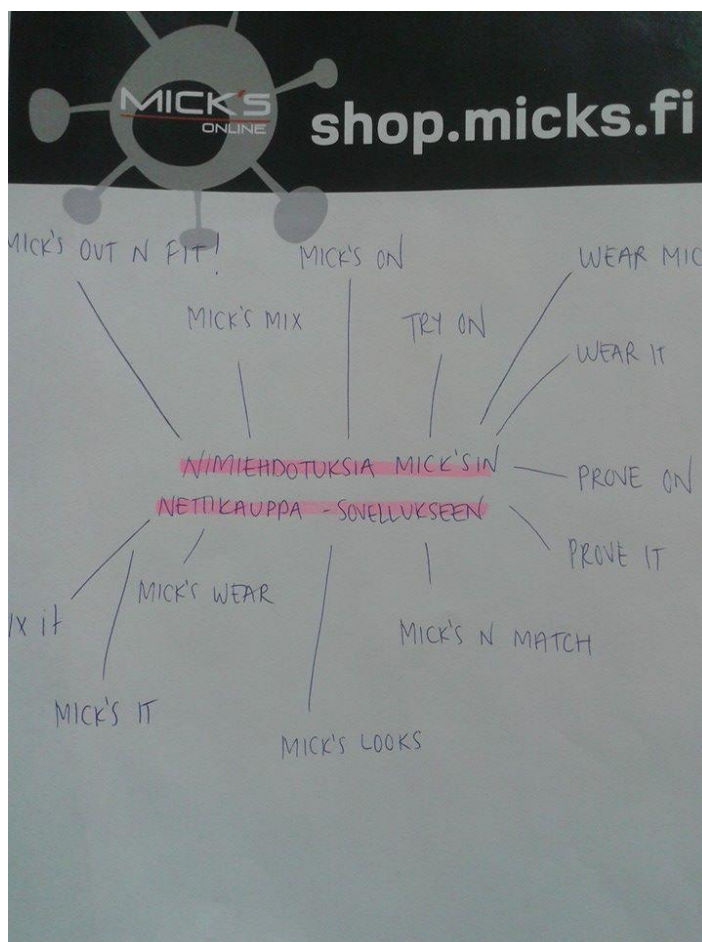 MICK'S
ONLINE
shop.micks.fi
MICK'S OUT N FIT!
MICK'S ON
WEAR MIC
MICK'S MIX
TRY ON
WEAR IT
NIMIEHDOTUKSIA MICK'SIN
PROVE ON
NETTIKAUPPA - SOVELLUKSEEN
PROVE IT
MICK'S WEAR
IX it
MICK'S N MATCH
MICK'S IT
MICK'S LOOKS